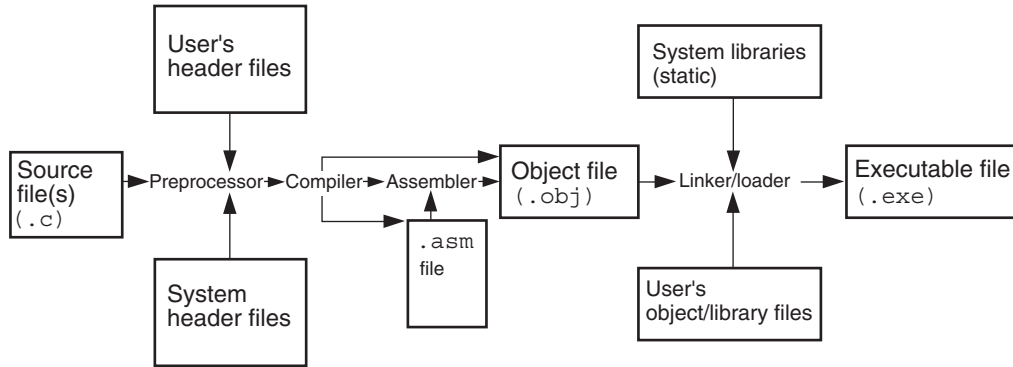 User's
header files
System libraries
(static)
Source
file(s)
(.c)
Preprocessor
Compiler
Assembler
Object file
(.obj)
Linker/loader
Executable file
(.exe)
.asm
file
System
header files
User's
object/library files